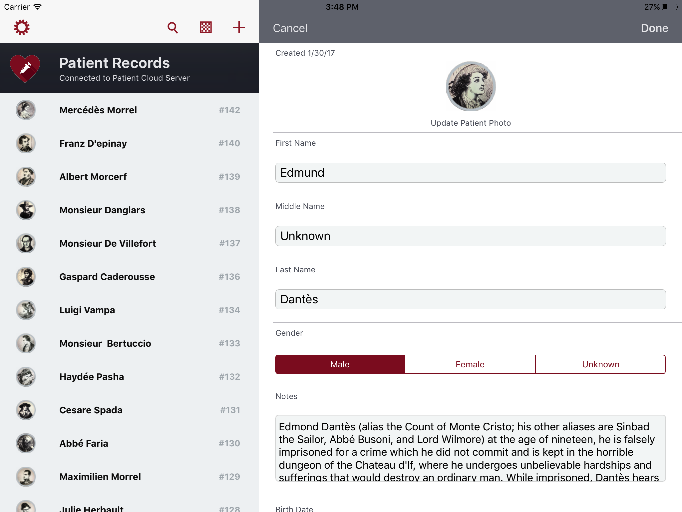 Carrier
3:48 PM
27%
Cancel
Done
Patient Records
Connected to Patient Cloud Server
Mercédès Morrel #142
Franz D'epinay #140
Albert Morcerf #139
Monsieur Danglars #138
Monsieur De Villefort #137
Gaspard Caderousse #136
Luigi Vampa #134
Monsieur Bertuccio #133
Haydée Pasha #132
Cesare Spada #131
Abbé Faria #130
Maximilien Morrel #129
Julie Herbault #128
Created 1/30/17
Update Patient Photo
First Name
Edmund
Middle Name
Unknown
Last Name
Dantès
Gender
Male Female Unknown
Notes
Edmond Dantès (alias the Count of Monte Cristo; his other aliases are Sinbad
the Sailor, Abbé Busoni, and Lord Wilmore) at the age of nineteen, he is falsely
imprisoned for a crime which he did not commit and is kept in the horrible
dungeon of the Chateau d'If, where he undergoes unbelievable hardships and
sufferings that would destroy an ordinary man. While imprisoned, Dantès hears
Birth Date